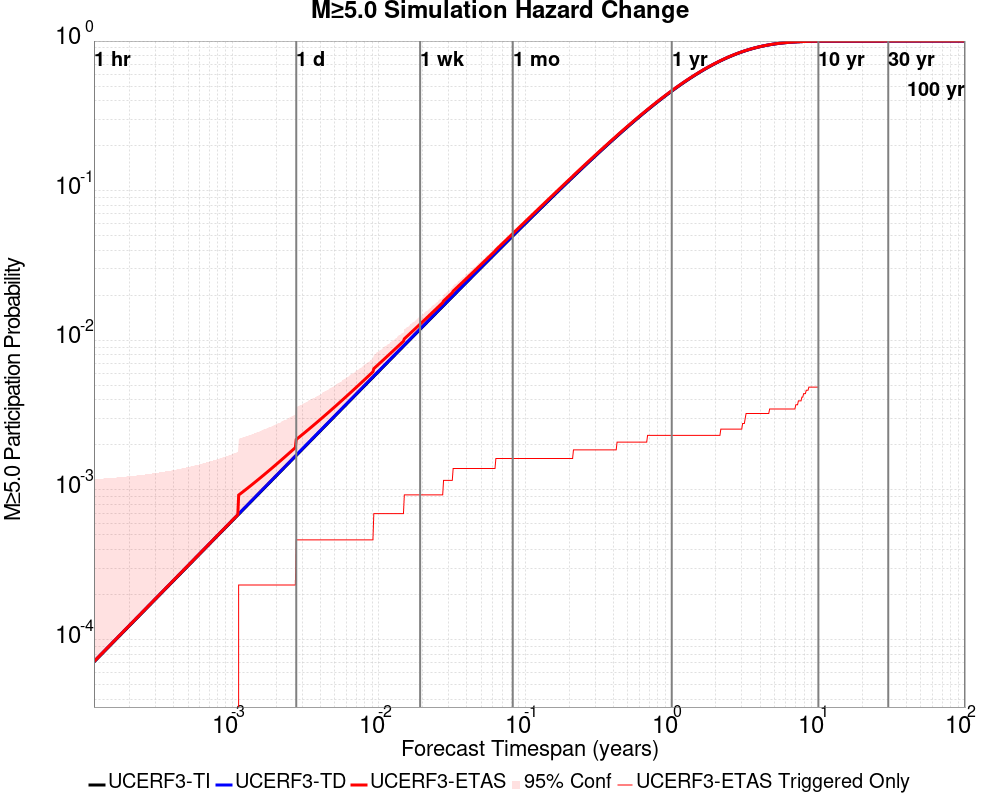 M≥5.0 Simulation Hazard Change
M≥5.0 Participation Probability
10^0
10^-1
10^-2
10^-3
10^-4
1 hr
1 d
1 wk
1 mo
1 yr
10 yr
30 yr
100 yr
10^-3
10^-2
10^-1
10^0
10^1
10^2
Forecast Timespan (years)
UCERF3-TI UCERF3-TD UCERF3-ETAS 95% Conf UCERF3-ETAS Triggered Only